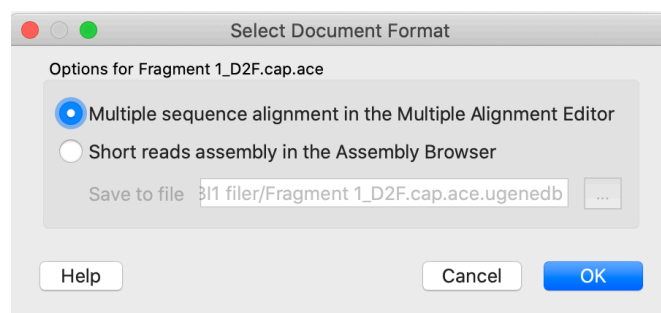 Select Document Format
Options for Fragment 1_D2F.cap.ace
Multiple sequence alignment in the Multiple Alignment Editor
Short reads assembly in the Assembly Browser
Save to file filer/Fragment 1_D2F.cap.ace.ugenedb ...
Help Cancel OK